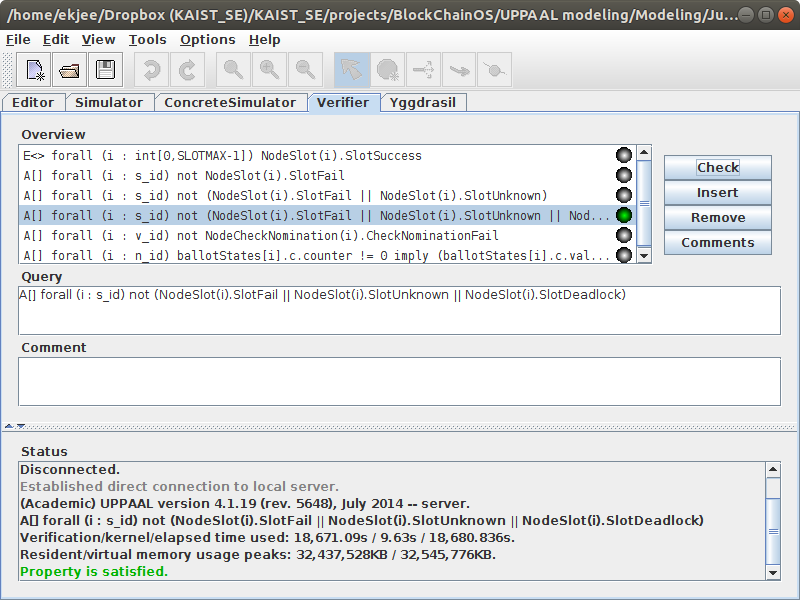 /home/ekjee/Dropbox (KAIST_SE)/KAIST_SE/projects/BlockChainOS/UPPAAL modeling/Modeling/Ju...
File Edit View Tools Options Help
Editor Simulator ConcreteSimulator Verifier Yggdrasil
Overview
E<> forall (i : int[0,SLOTMAX-1]) NodeSlot(i).SlotSuccess
A[] forall (i : s_id) not NodeSlot(i).SlotFail
A[] forall (i : s_id) not (NodeSlot(i).SlotFail || NodeSlot(i).SlotUnknown)
A[] forall (i : s_id) not (NodeSlot(i).SlotFail || NodeSlot(i).SlotUnknown || Nod...
A[] forall (i : v_id) not NodeCheckNomination(i).CheckNominationFail
A[] forall (i : n_id) ballotStates[i].c.counter != 0 imply (ballotStates[i].c.val...
Check
Insert
Remove
Comments
Query
A[] forall (i : s_id) not (NodeSlot(i).SlotFail || NodeSlot(i).SlotUnknown || NodeSlot(i).SlotDeadlock)
Comment
Status
Disconnected.
Established direct connection to local server.
(Academic) UPPAAL version 4.1.19 (rev. 5648), July 2014 -- server.
A[] forall (i : s_id) not (NodeSlot(i).SlotFail || NodeSlot(i).SlotUnknown || NodeSlot(i).SlotDeadlock)
Verification/kernel/elapsed time used: 18,671.09s / 9.63s / 18,680.836s.
Resident/virtual memory usage peaks: 32,437,528KB / 32,545,776KB.
Property is satisfied.